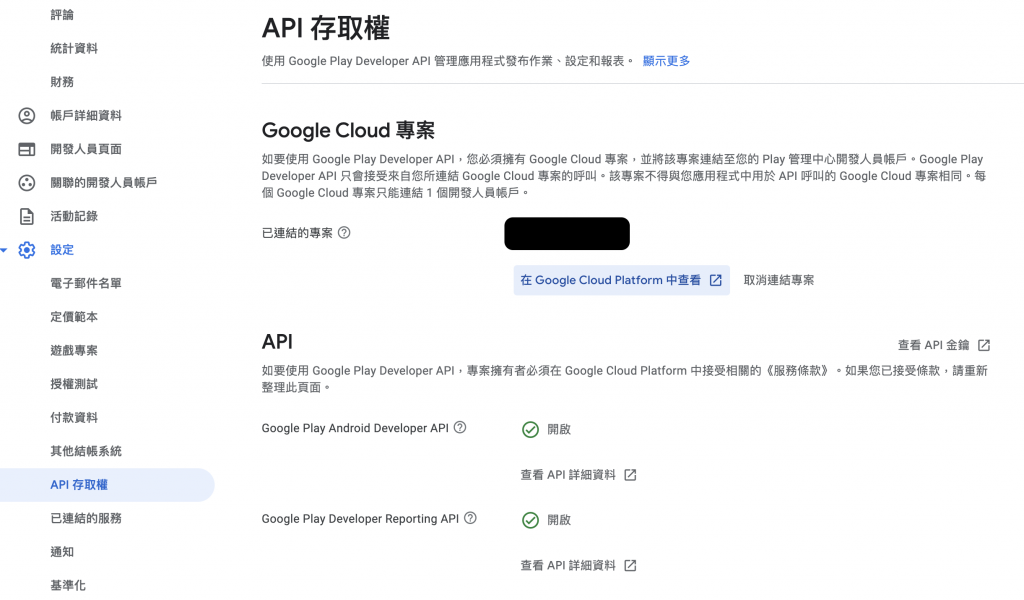 評論
統計資料
財務
帳戶詳細資料
開發人員頁面
關聯的開發人員帳戶
活動記錄
設定
電子郵件名單
定價範本
遊戲專案
授權測試
付款資料
其他結帳系統
API 存取權
已連結的服務
通知
基準化
API 存取權
使用 Google Play Developer API 管理應用程式發布作業、設定和報表。 顯示更多
Google Cloud 專案
如要使用 Google Play Developer API，您必須擁有 Google Cloud 專案，並將該專案連結至您的 Play 管理中心開發人員帳戶。Google Play
Developer API 只會接受來自您所連結 Google Cloud 專案的呼叫。該專案不得與您應用程式中用於 API 呼叫的 Google Cloud 專案相同。每
個 Google Cloud 專案只能連結 1 個開發人員帳戶。
已連結的專案
在 Google Cloud Platform 中查看 取消連結專案
API 查看 API 金鑰
如要使用 Google Play Developer API，專案擁有者必須在 Google Cloud Platform 中接受相關的《服務條款》。如果您已接受條款，請重新
整理此頁面。
Google Play Android Developer API 開啟
查看 API 詳細資料
Google Play Developer Reporting API 開啟
查看 API 詳細資料